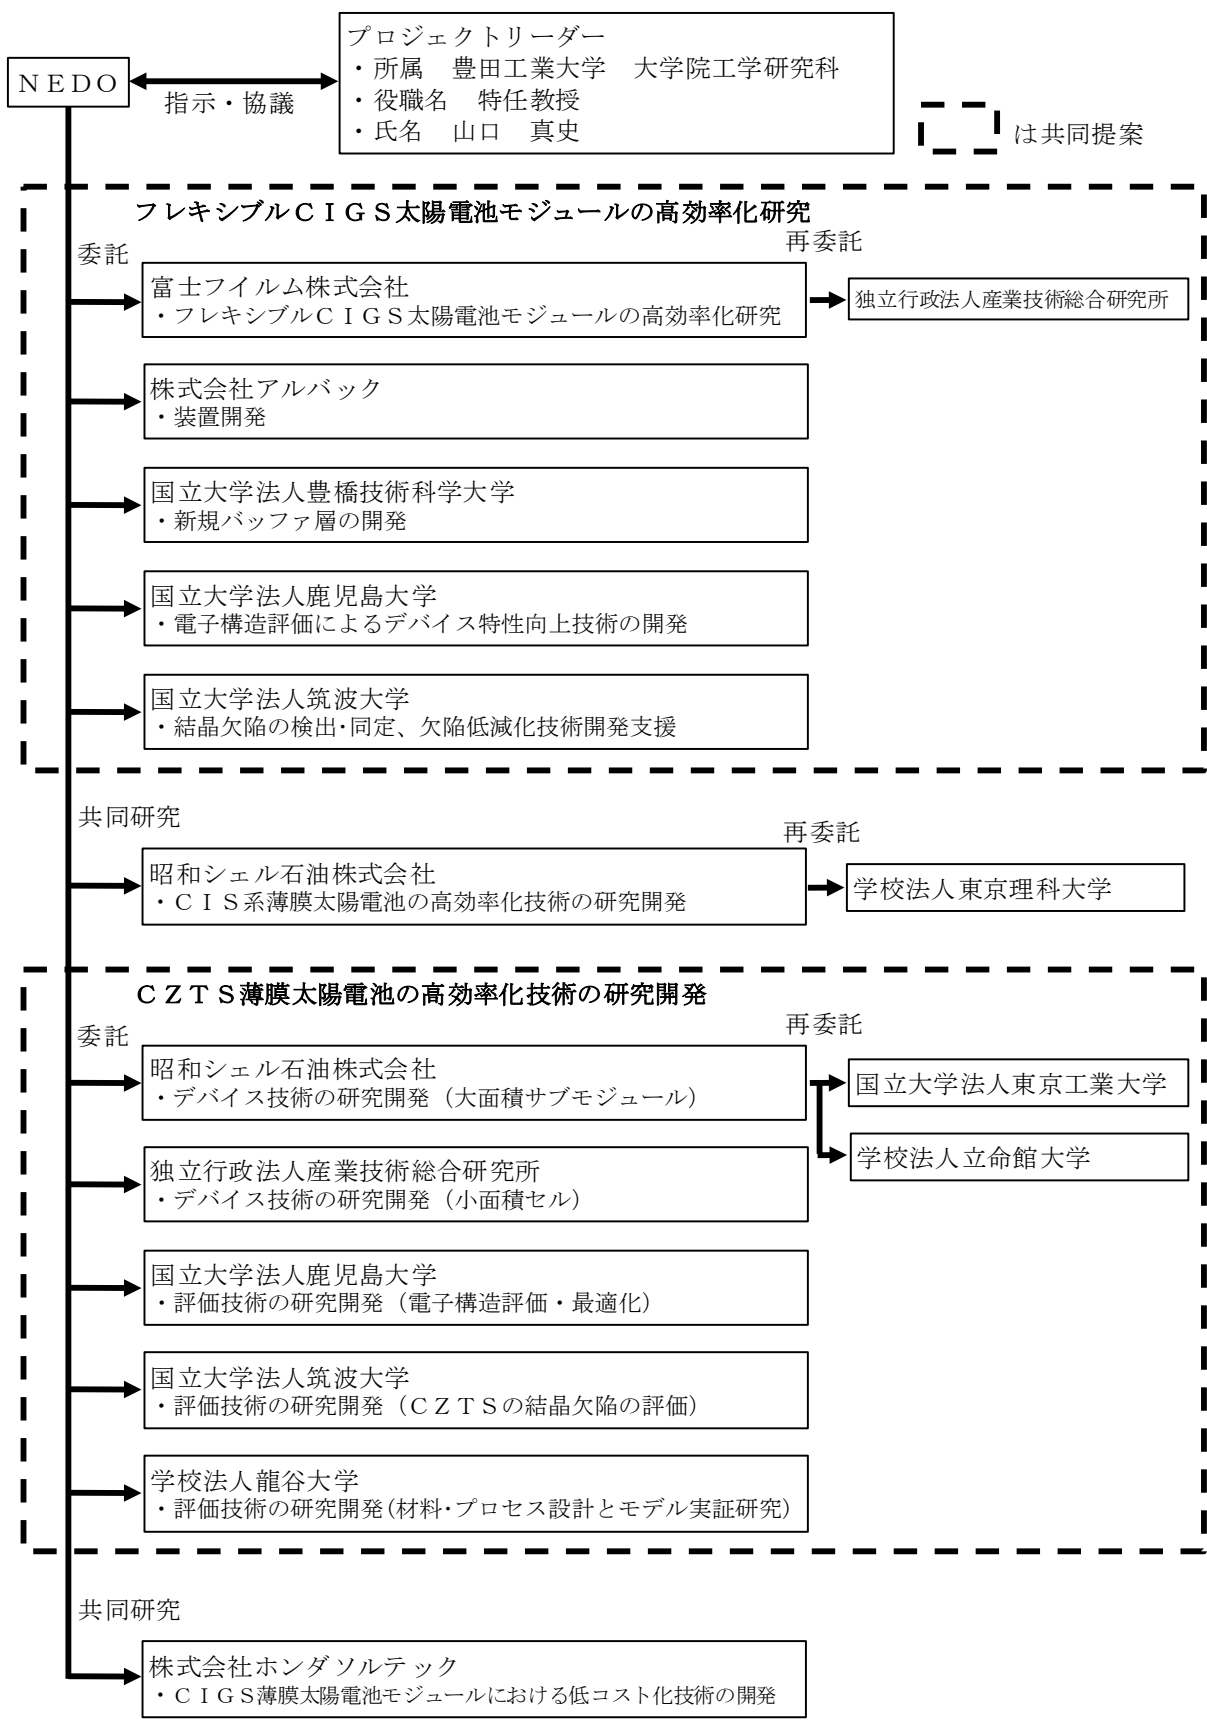 プロジェクトリーダー
・所属　豊田工業大学　大学院工学研究科
・役職名　特任教授
・氏名　山口　真史
ＮＥＤＯ
指示・協議
は共同提案
フレキシブルＣＩＧＳ太陽電池モジュールの高効率化研究
委託
再委託
富士フイルム株式会社
・フレキシブルＣＩＧＳ太陽電池モジュールの高効率化研究
独立行政法人産業技術総合研究所
株式会社アルバック
・装置開発
国立大学法人豊橋技術科学大学
・新規バッファ層の開発
国立大学法人鹿児島大学
・電子構造評価によるデバイス特性向上技術の開発
国立大学法人筑波大学
・結晶欠陥の検出･同定、欠陥低減化技術開発支援
共同研究
再委託
昭和シェル石油株式会社
・ＣＩＳ系薄膜太陽電池の高効率化技術の研究開発
学校法人東京理科大学
ＣＺＴＳ薄膜太陽電池の高効率化技術の研究開発
委託
再委託
昭和シェル石油株式会社
・デバイス技術の研究開発（大面積サブモジュール）
国立大学法人東京工業大学
学校法人立命館大学
独立行政法人産業技術総合研究所
・デバイス技術の研究開発（小面積セル）
国立大学法人鹿児島大学
・評価技術の研究開発（電子構造評価・最適化）
国立大学法人筑波大学
・評価技術の研究開発（ＣＺＴＳの結晶欠陥の評価）
学校法人龍谷大学
・評価技術の研究開発(材料･プロセス設計とモデル実証研究)
共同研究
株式会社ホンダソルテック
・ＣＩＧＳ薄膜太陽電池モジュールにおける低コスト化技術の開発